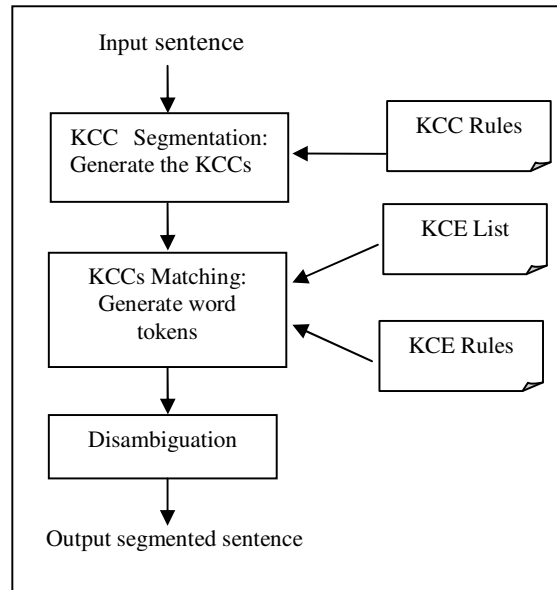 Input sentence
KCC Segmentation:
Generate the KCCs
KCC Rules
KCE List
KCCs Matching:
Generate word
tokens
KCE Rules
Disambiguation
Output segmented sentence